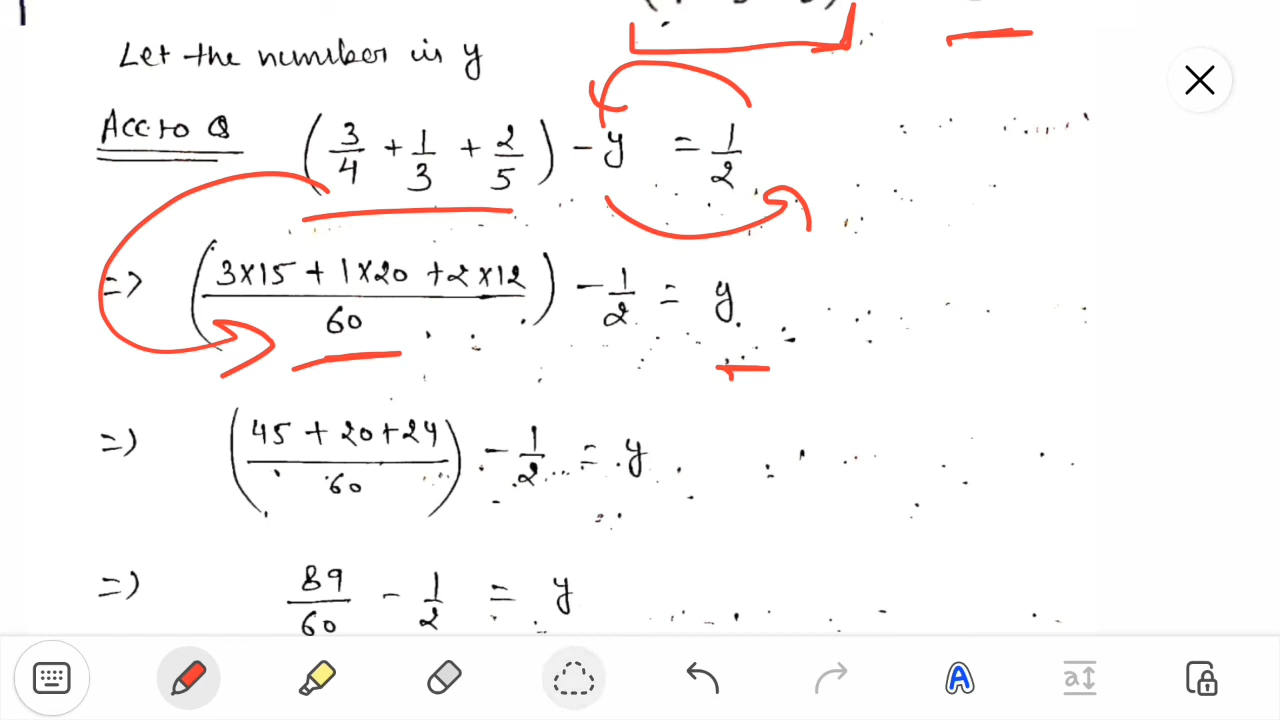 Let the number is y
Acc to Q (3/4 + 1/3 + 2/5) - y = 1/2
=> (3×15 + 1×20 + 2×12 / 60) - 1/2 = y
=> (45 + 20 + 24 / 60) - 1/2 = y
=> 89/60 - 1/2 = y
A
a